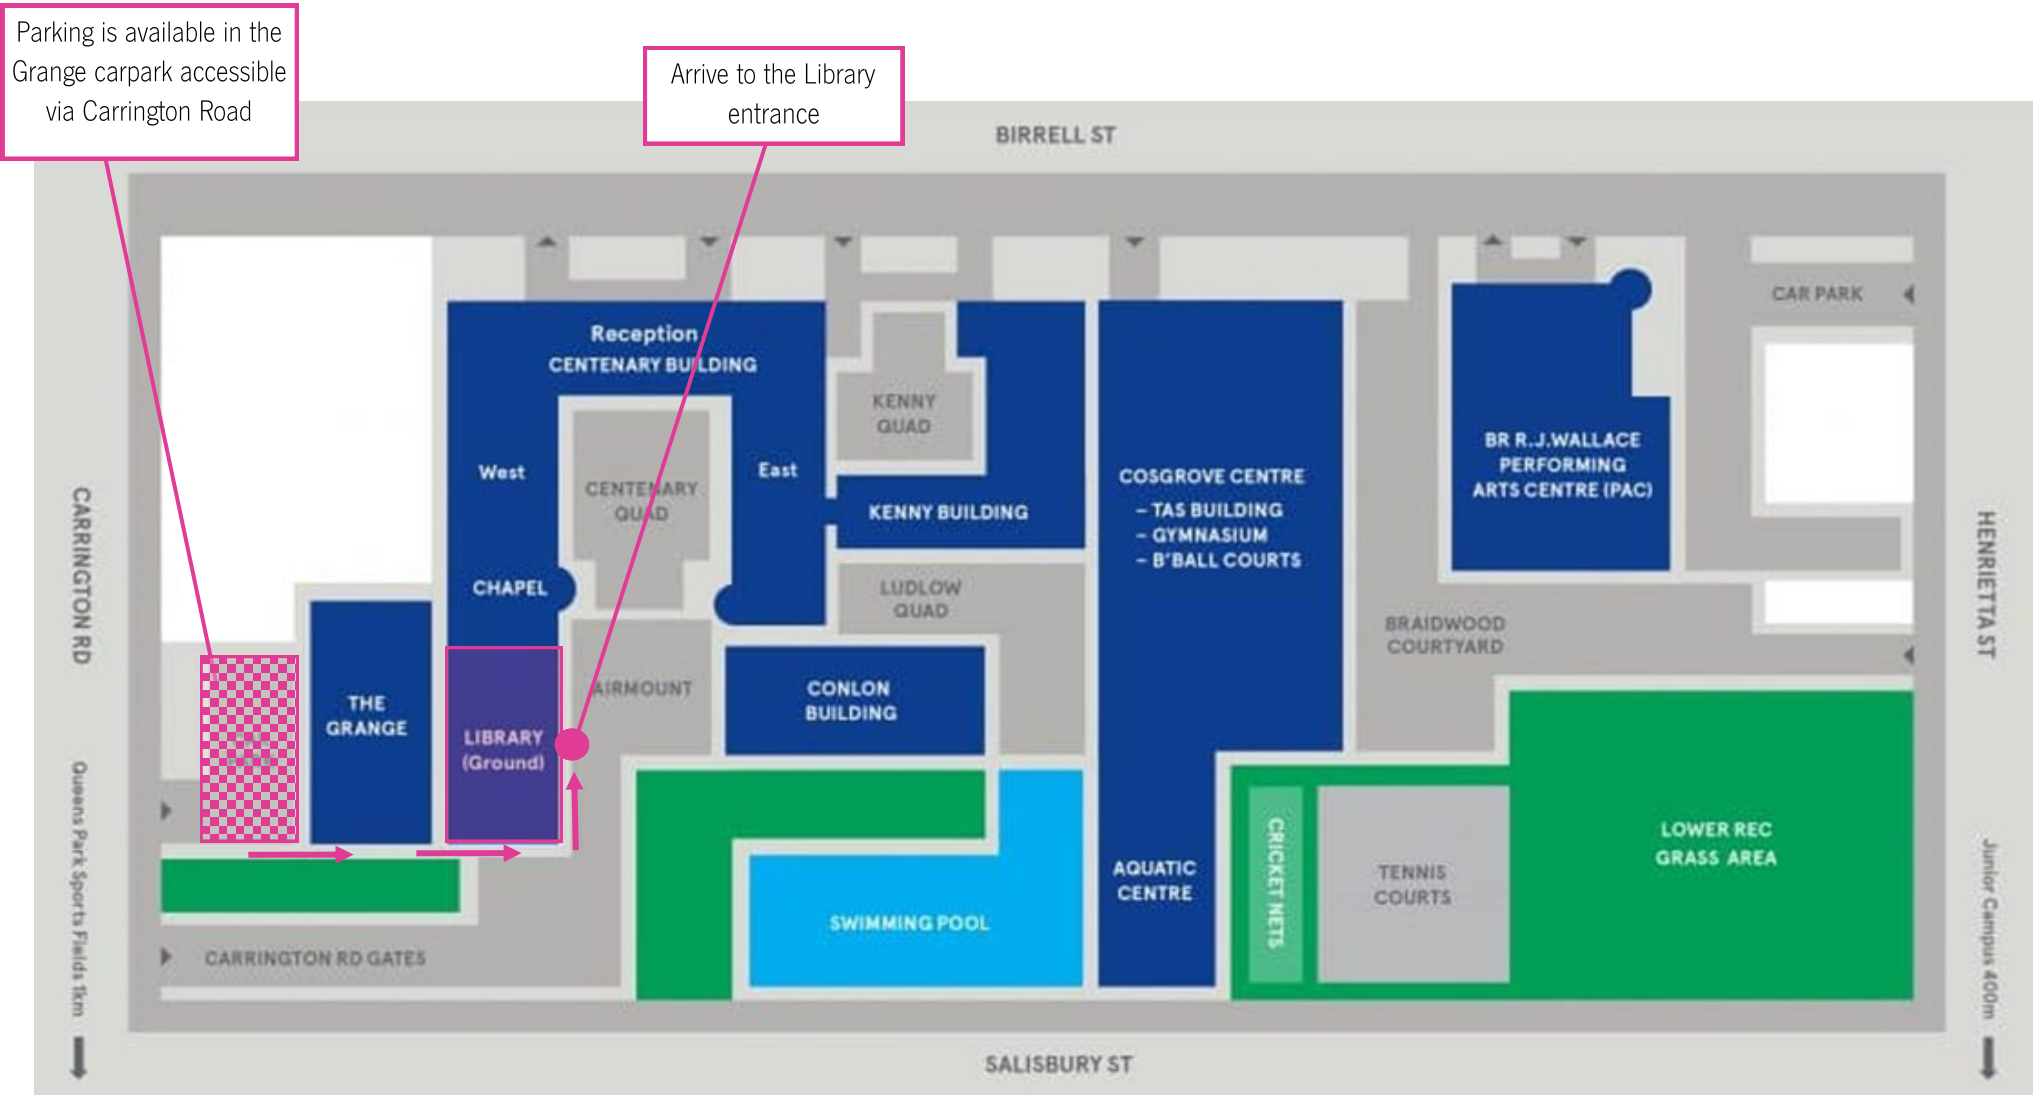 Parking is available in the
Grange carpark accessible
via Carrington Road
Arrive to the Library
entrance
BIRRELL ST
CAR PARK
Reception
CENTENARY BUILDING
KENNY
QUAD
West
East
CENTENARY
QUAD
KENNY BUILDING
COSGROVE CENTRE
– TAS BUILDING
– GYMNASIUM
– B'BALL COURTS
BR R.J.WALLACE
PERFORMING
ARTS CENTRE (PAC)
CARRINGTON RD
HENRIETTA ST
CHAPEL
LUDLOW
QUAD
BRAIDWOOD
COURTYARD
THE
GRANGE
AIRMOUNT
CONLON
BUILDING
LIBRARY
(Ground)
Queens Park Sports Fields 1km
Junior Campus 400m
LOWER REC
GRASS AREA
AQUATIC
CENTRE
CRICKET NETS
TENNIS
COURTS
SWIMMING POOL
CARRINGTON RD GATES
SALISBURY ST